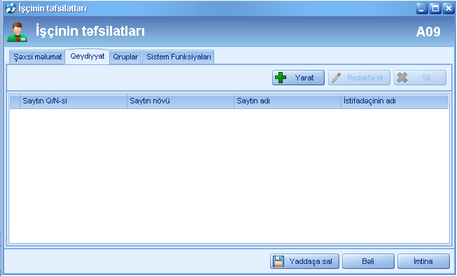 İşçinin təfsilatları
İşçinin təfsilatları A09
Şəxsi məlumat Qeydiyyat Qruplar Sistem Funksiyaları
Yarat Redaktə et Sil
Saytın Q/N-si Saytın növü Saytın adı İstifadəçinin adı
Yaddaşa sal Bəli İmtina